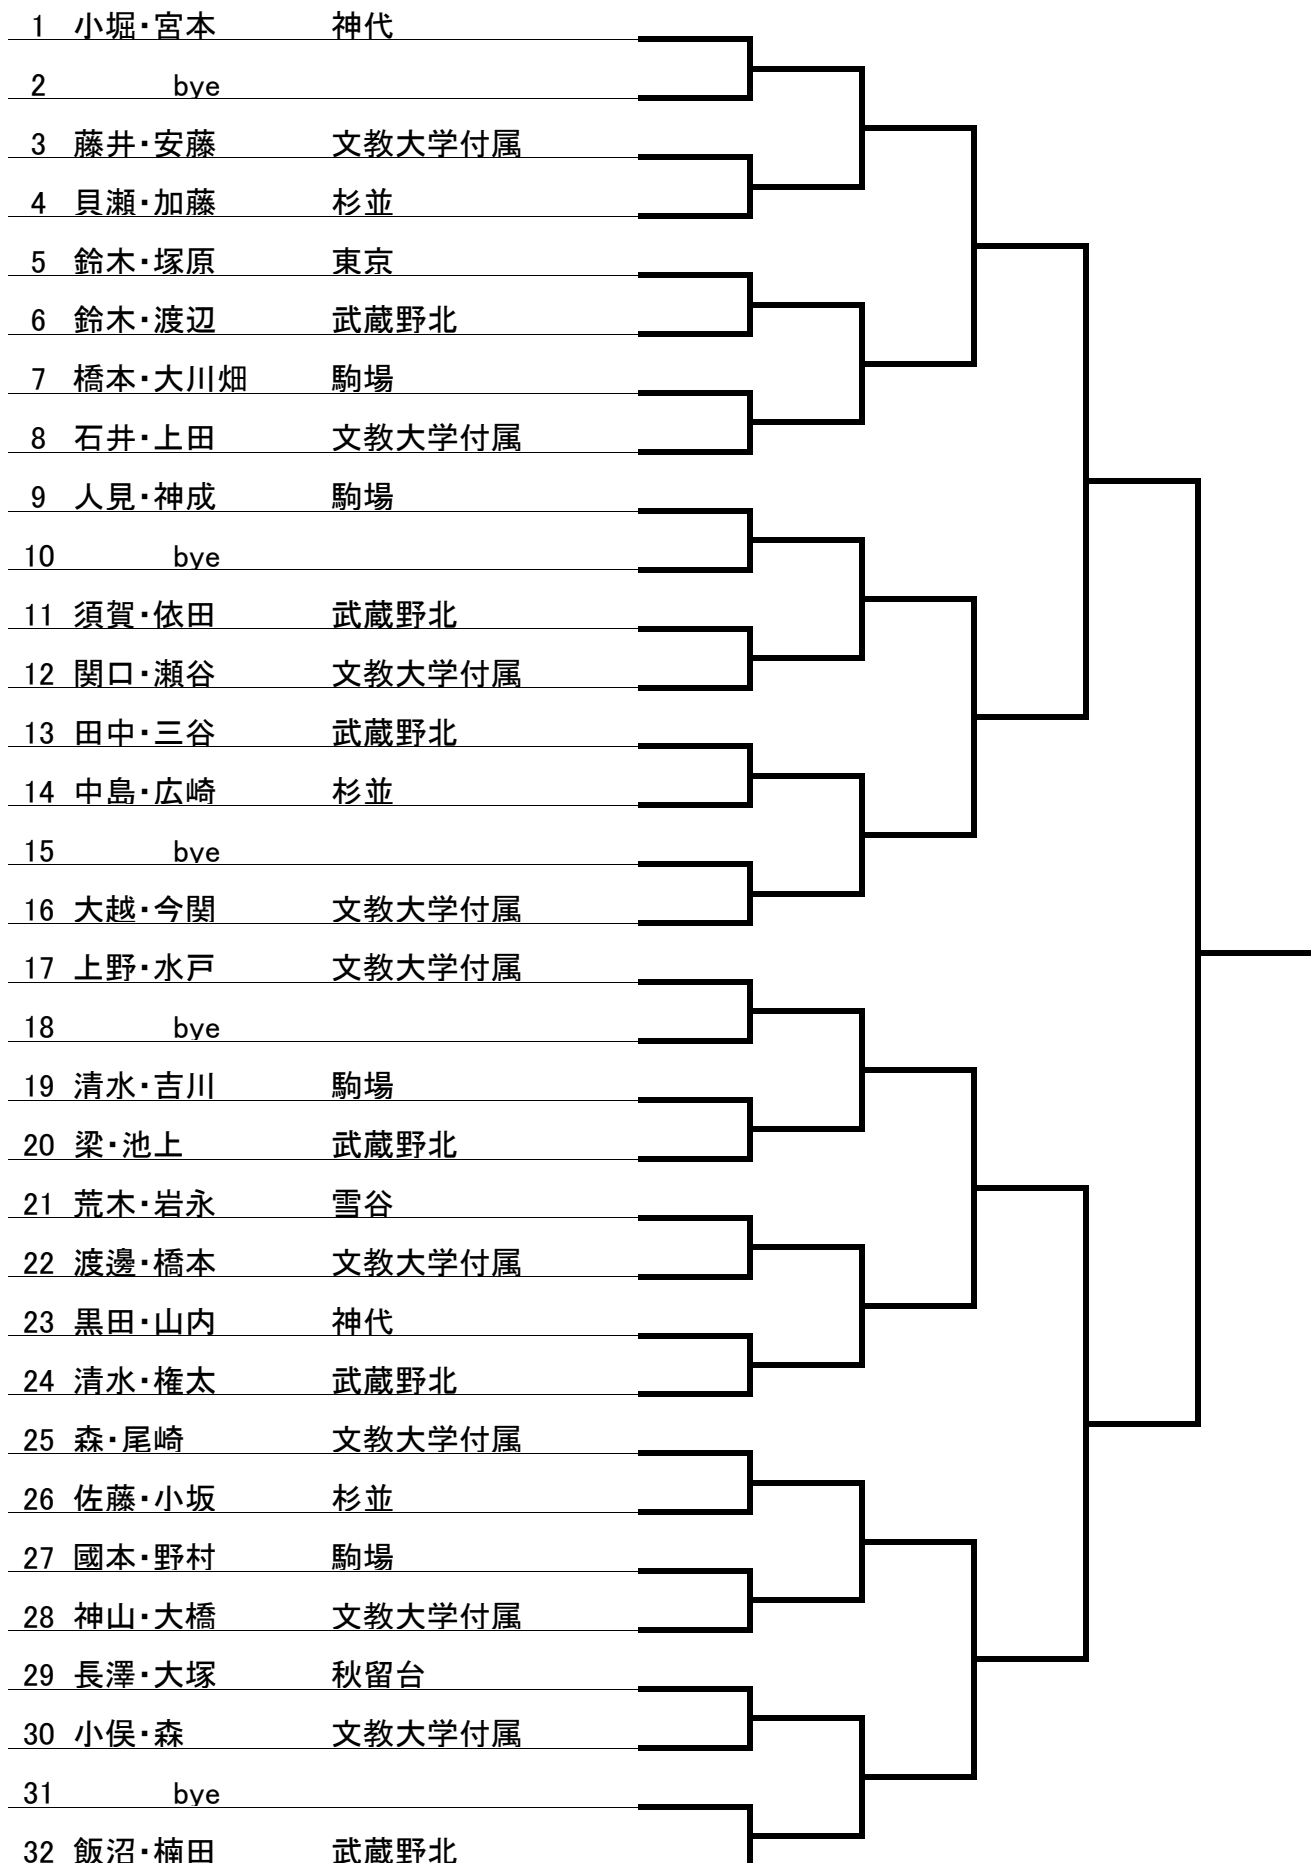 1 小堀・宮本 神代
2 bye
3 藤井・安藤 文教大学付属
4 貝瀬・加藤 杉並
5 鈴木・塚原 東京
6 鈴木・渡辺 武蔵野北
7 橋本・大川畑 駒場
8 石井・上田 文教大学付属
9 人見・神成 駒場
10 bye
11 須賀・依田 武蔵野北
12 関口・瀬谷 文教大学付属
13 田中・三谷 武蔵野北
14 中島・広崎 杉並
15 bye
16 大越・今関 文教大学付属
17 上野・水戸 文教大学付属
18 bye
19 清水・吉川 駒場
20 梁・池上 武蔵野北
21 荒木・岩永 雪谷
22 渡邊・橋本 文教大学付属
23 黒田・山内 神代
24 清水・権太 武蔵野北
25 森・尾崎 文教大学付属
26 佐藤・小坂 杉並
27 國本・野村 駒場
28 神山・大橋 文教大学付属
29 長澤・大塚 秋留台
30 小俣・森 文教大学付属
31 bye
32 飯沼・楠田 武蔵野北